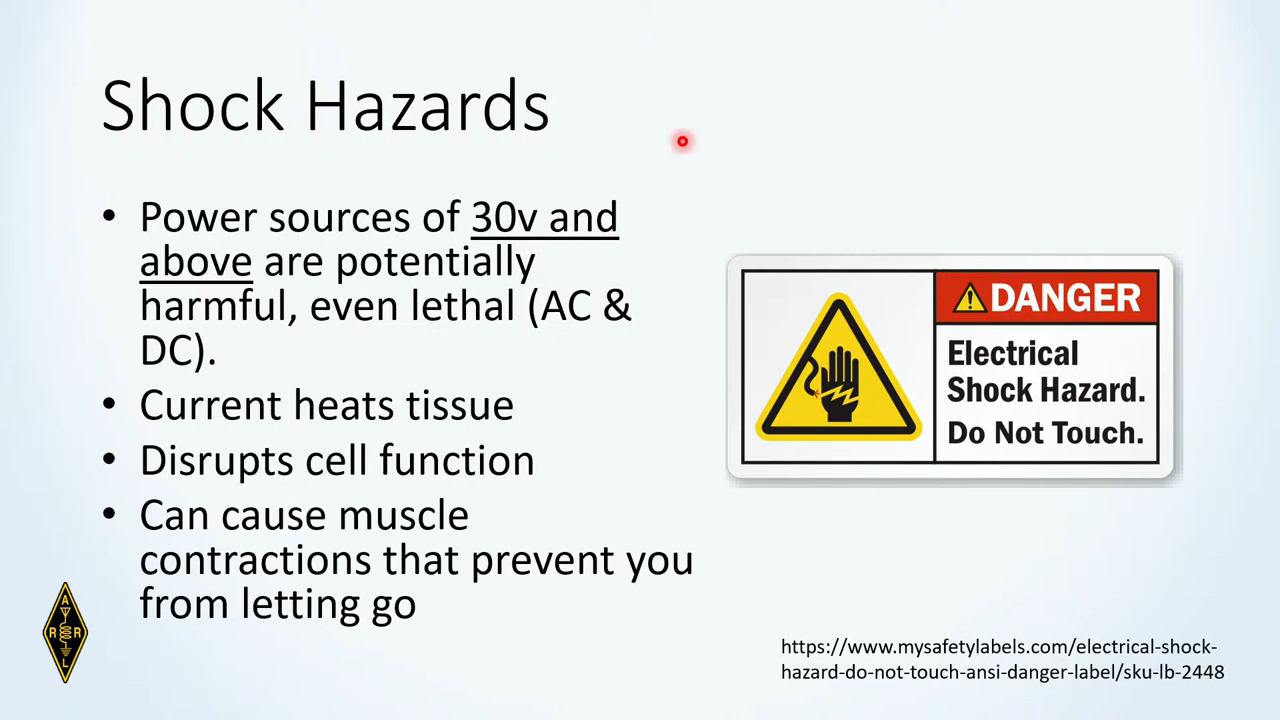 Shock Hazards
• Power sources of 30v and
above are potentially
harmful, even lethal (AC &
DC).
• Current heats tissue
• Disrupts cell function
• Can cause muscle
contractions that prevent you
from letting go
DANGER
Electrical
Shock Hazard.
Do Not Touch.
A
R R
L
https://www.mysafetylabels.com/electrical-shock-
hazard-do-not-touch-ansi-danger-label/sku-lb-2448